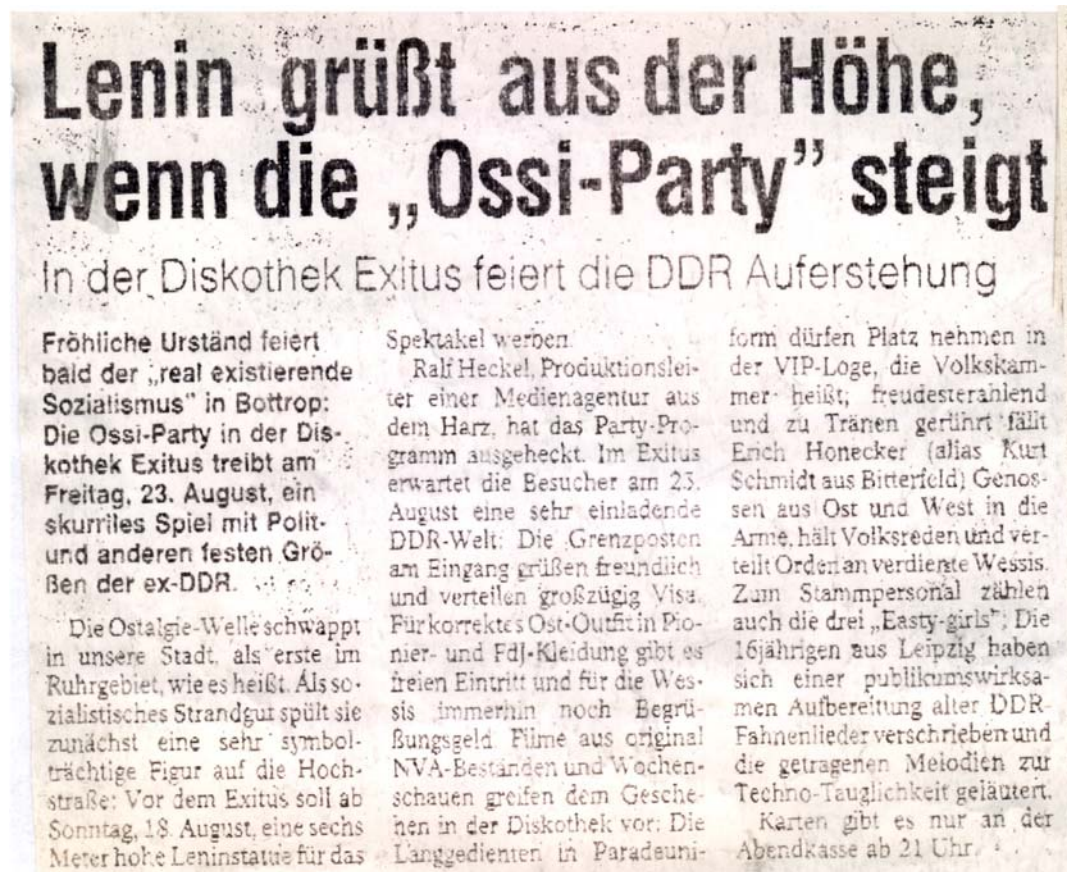 Lenin grüßt aus der Höhe,
wenn die „Ossi-Party” steigt
In der Diskothek Exitus feiert die DDR Auferstehung
Fröhliche Urständ feiert
bald der „real existierende
Sozialismus" in Bottrop:
Die Ossi-Party in der Dis-
kothek Exitus treibt am
Freitag, 23. August, ein
skurriles Spiel mit Polit-
und anderen festen Grö-
ßen der ex-DDR.
Die Ostalgie-Welle schwappt
in unsere Stadt, als erste im
Ruhrgebiet, wie es heißt. Als so-
zialistisches Strandgut spült sie
zunächst eine sehr symbol-
trächtige Figur auf die Hoch-
straße: Vor dem Exitus soll ab
Sonntag, 18. August, eine sechs
Meter hohe Leninstatue für das
Spektakel werben.
Ralf Heckel, Produktionslei-
ter einer Medienagentur aus
dem Harz, hat das Party-Pro-
gramm ausgeheckt. Im Exitus
erwartet die Besucher am 23.
August eine sehr einladende
DDR-Welt: Die Grenzposten
am Eingang grüßen freundlich
und verteilen großzügig Visa.
Für korrektes Ost-Outfit in Pio-
nier- und FdJ-Kleidung gibt es
freien Eintritt und für die Wes-
sis immerhin noch Begrü-
ßungsgeld. Filme aus original
NVA-Beständen und Wochen-
schauen greifen dem Gesche-
hen in der Diskothek vor: Die
Langgedienten in Paradeuni-
form dürfen Platz nehmen in
der VIP-Loge, die Volkskam-
mer heißt; freudestrahlend
und zu Tränen gerührt fällt
Erich Honecker (alias Kurt
Schmidt aus Bitterfeld) Genos-
sen aus Ost und West in die
Arme, hält Volksreden und ver-
teilt Orden an verdiente Wessis.
Zum Stammpersonal zählen
auch die drei „Easty-girls": Die
16jährigen aus Leipzig haben
sich einer publikumswirksa-
men Aufbereitung alter DDR-
Fahnenlieder verschrieben und
die getragenen Melodien zur
Techno-Tauglichkeit geläutert.
Karten gibt es nur an der
Abendkasse ab 21 Uhr.